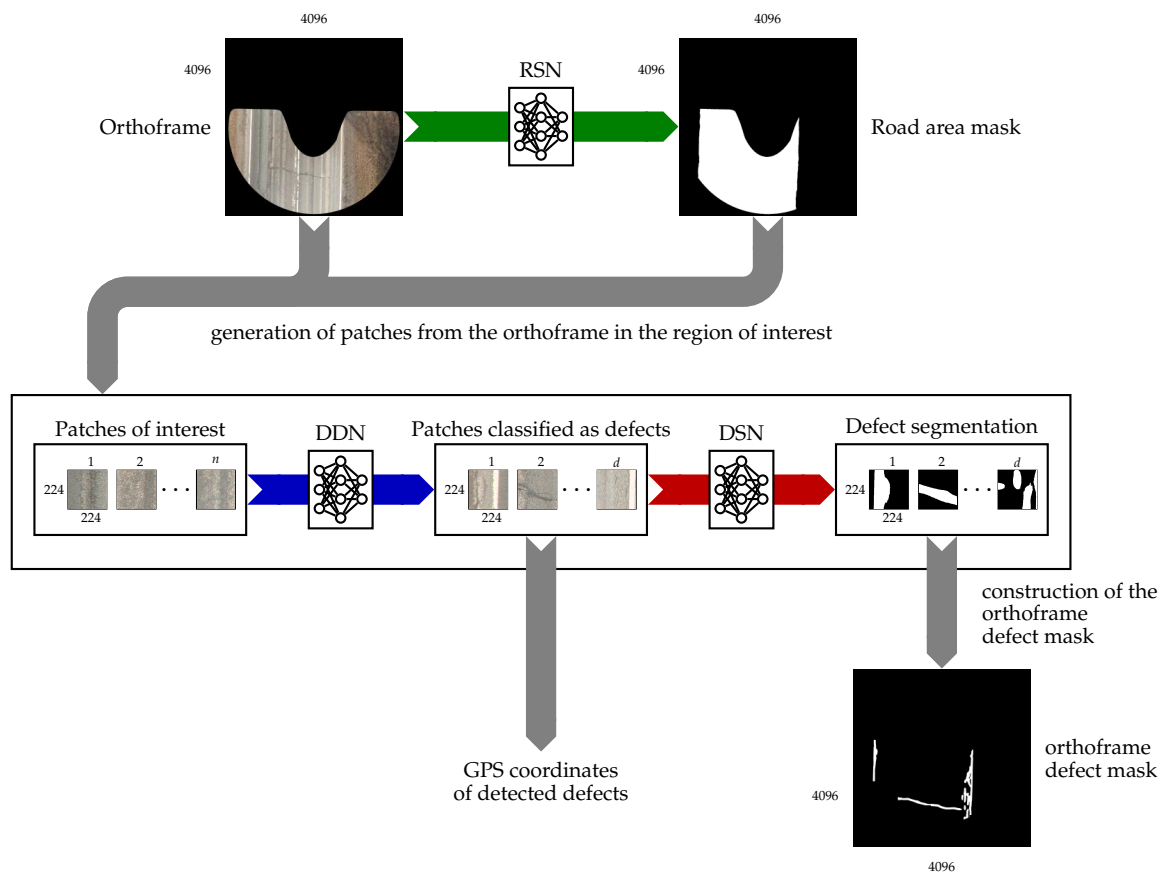 4096
4096
4096
RSN
4096
Orthoframe
Road area mask
generation of patches from the orthoframe in the region of interest
Patches of interest
DDN
Patches classified as defects
DSN
Defect segmentation
1
2
n
224
· · ·
224
1
2
d
224
· · ·
224
1
2
d
224
· · ·
224
construction of the
orthoframe
defect mask
GPS coordinates
of detected defects
orthoframe
defect mask
4096
4096